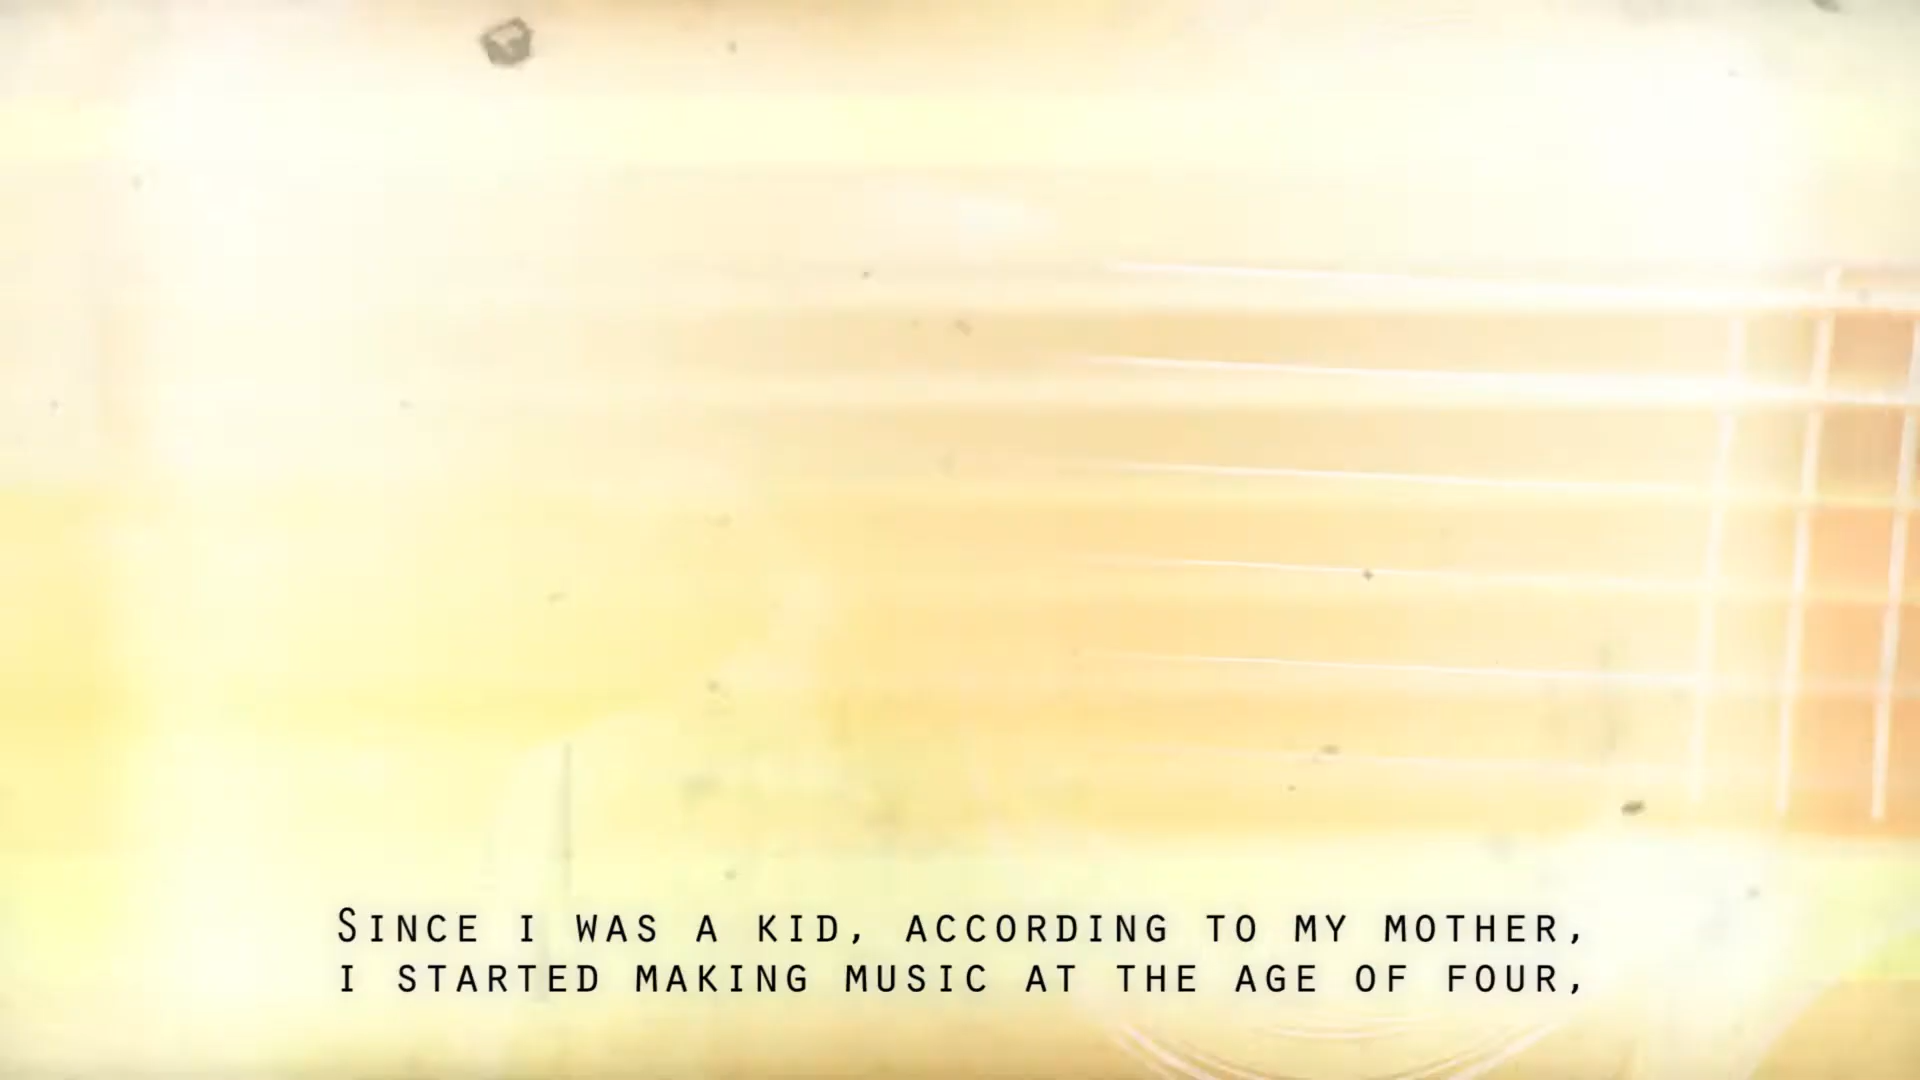 Since i was a kid, according to my mother,
i started making music at the age of four,